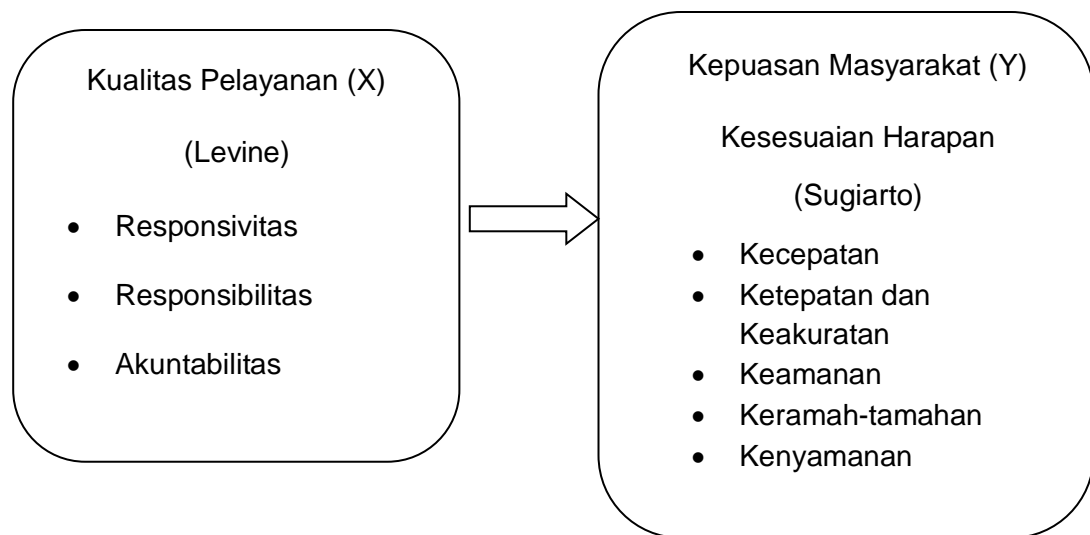 Kualitas Pelayanan (X)
(Levine)
• Responsivitas
• Responsibilitas
• Akuntabilitas
Kepuasan Masyarakat (Y)
Kesesuaian Harapan
(Sugiarto)
• Kecepatan
• Ketepatan dan
Keakuratan
• Keamanan
• Keramah-tamahan
• Kenyamanan